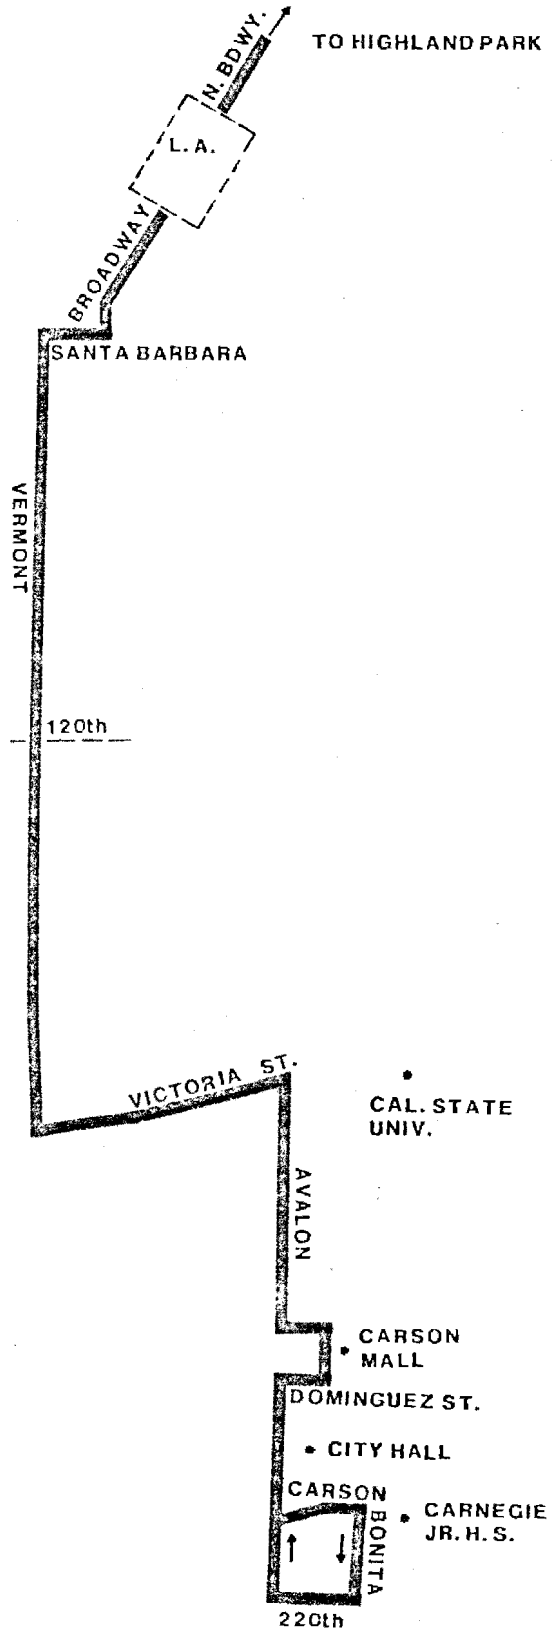 N. BDWY.
TO HIGHLAND PARK
L. A.
BROADWAY
SANTA BARBARA
VERMONT
120th
VICTORIA ST.
CAL. STATE
UNIV.
AVALON
CARSON
MALL
DOMINGUEZ ST.
CITY HALL
CARSON
BONITA
CARNEGIE
JR. H. S.
220th